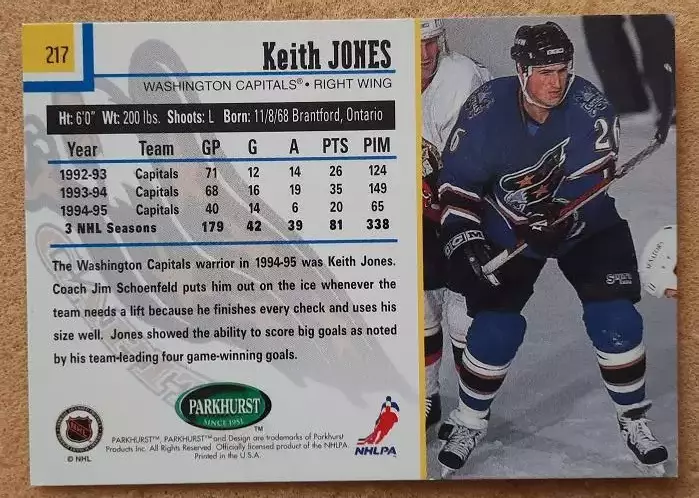 217
Keith JONES
WASHINGTON CAPITALS® • RIGHT WING
Ht: 6'0" Wt: 200 lbs. Shoots: L Born: 11/8/68 Brantford, Ontario
Year Team GP G A PTS PIM
1992-93 Capitals 71 12 14 26 124
1993-94 Capitals 68 16 19 35 149
1994-95 Capitals 40 14 6 20 65
3 NHL Seasons 179 42 39 81 338
The Washington Capitals warrior in 1994-95 was Keith Jones.
Coach Jim Schoenfeld puts him out on the ice whenever the
team needs a lift because he finishes every check and uses his
size well. Jones showed the ability to score big goals as noted
by his team-leading four game-winning goals.
PARKHURST
SINCE 1951
™
NHL
© NHL
PARKHURST™, PARKHURST™ and Design are trademarks of Parkhurst
Products Inc. All Rights Reserved. Officially licensed product of the NHLPA.
Printed in the U.S.A.
NHLPA
26
CCM
SENATORS